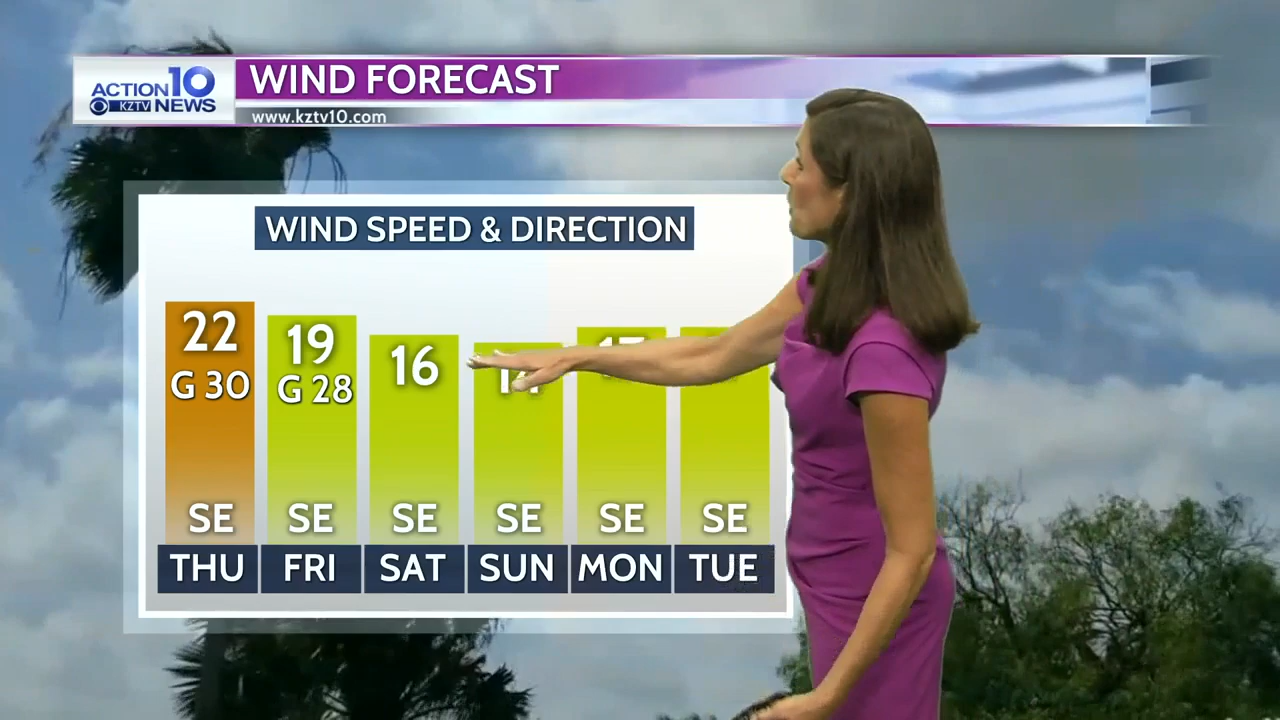 ACTION 10
KZTV NEWS
WIND FORECAST
www.kztv10.com
WIND SPEED & DIRECTION
22
G 30
19
G 28
16
SE SE SE SE SE SE
THU FRI SAT SUN MON TUE